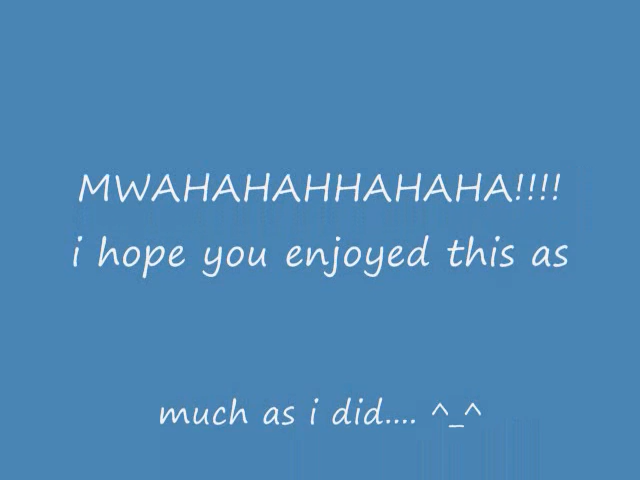 MWAHAHAHHAHAHA!!!!
i hope you enjoyed this as
much as i did.... ^_^